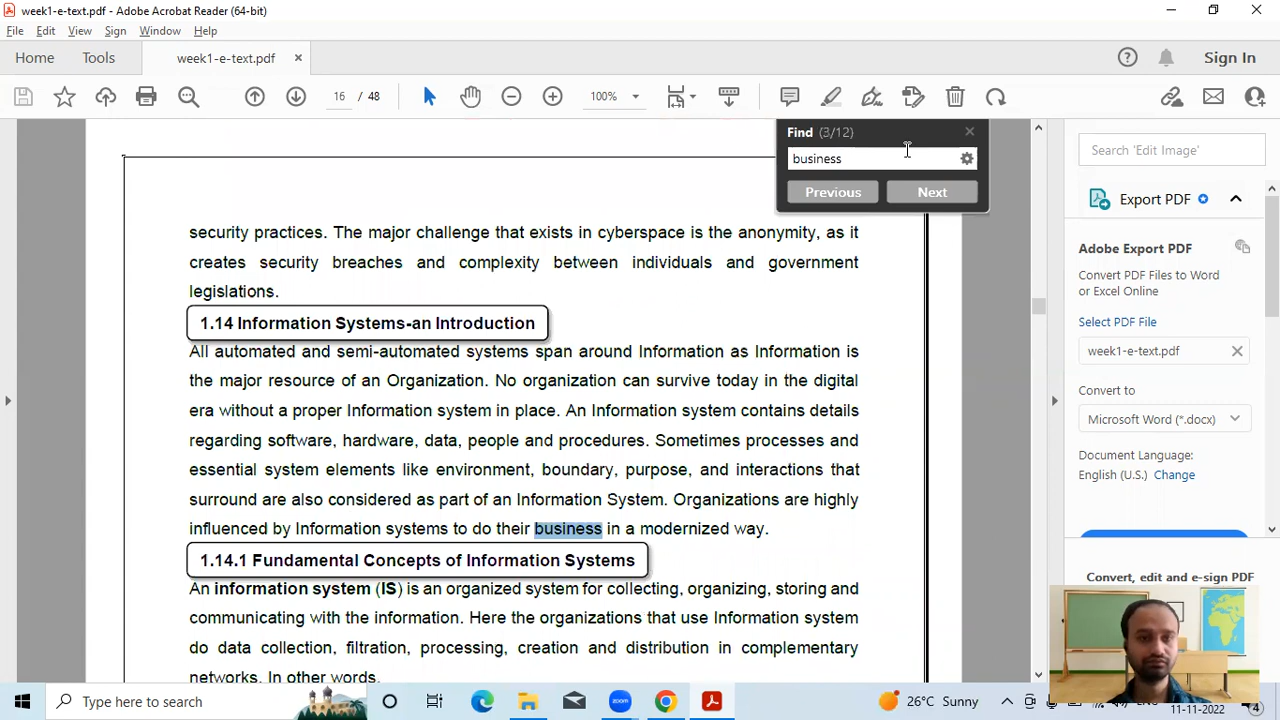 week1-e-text.pdf - Adobe Acrobat Reader (64-bit)
File Edit View Sign Window Help
Home Tools week1-e-text.pdf × Sign In
16 / 48 100%
Find (3/12)
business
Previous Next
security practices. The major challenge that exists in cyberspace is the anonymity, as it
creates security breaches and complexity between individuals and government
legislations.
1.14 Information Systems-an Introduction
All automated and semi-automated systems span around Information as Information is
the major resource of an Organization. No organization can survive today in the digital
era without a proper Information system in place. An Information system contains details
regarding software, hardware, data, people and procedures. Sometimes processes and
essential system elements like environment, boundary, purpose, and interactions that
surround are also considered as part of an Information System. Organizations are highly
influenced by Information systems to do their business in a modernized way.
1.14.1 Fundamental Concepts of Information Systems
An information system (IS) is an organized system for collecting, organizing, storing and
communicating with the information. Here the organizations that use Information system
do data collection, filtration, processing, creation and distribution in complementary
networks. In other words,
Search 'Edit Image'
Export PDF
Adobe Export PDF
Convert PDF Files to Word
or Excel Online
Select PDF File
week1-e-text.pdf
Convert to
Microsoft Word (*.docx)
Document Language:
English (U.S.) Change
Convert, edit and e-sign PDF
Type here to search
26°C Sunny
11-11-2022
4